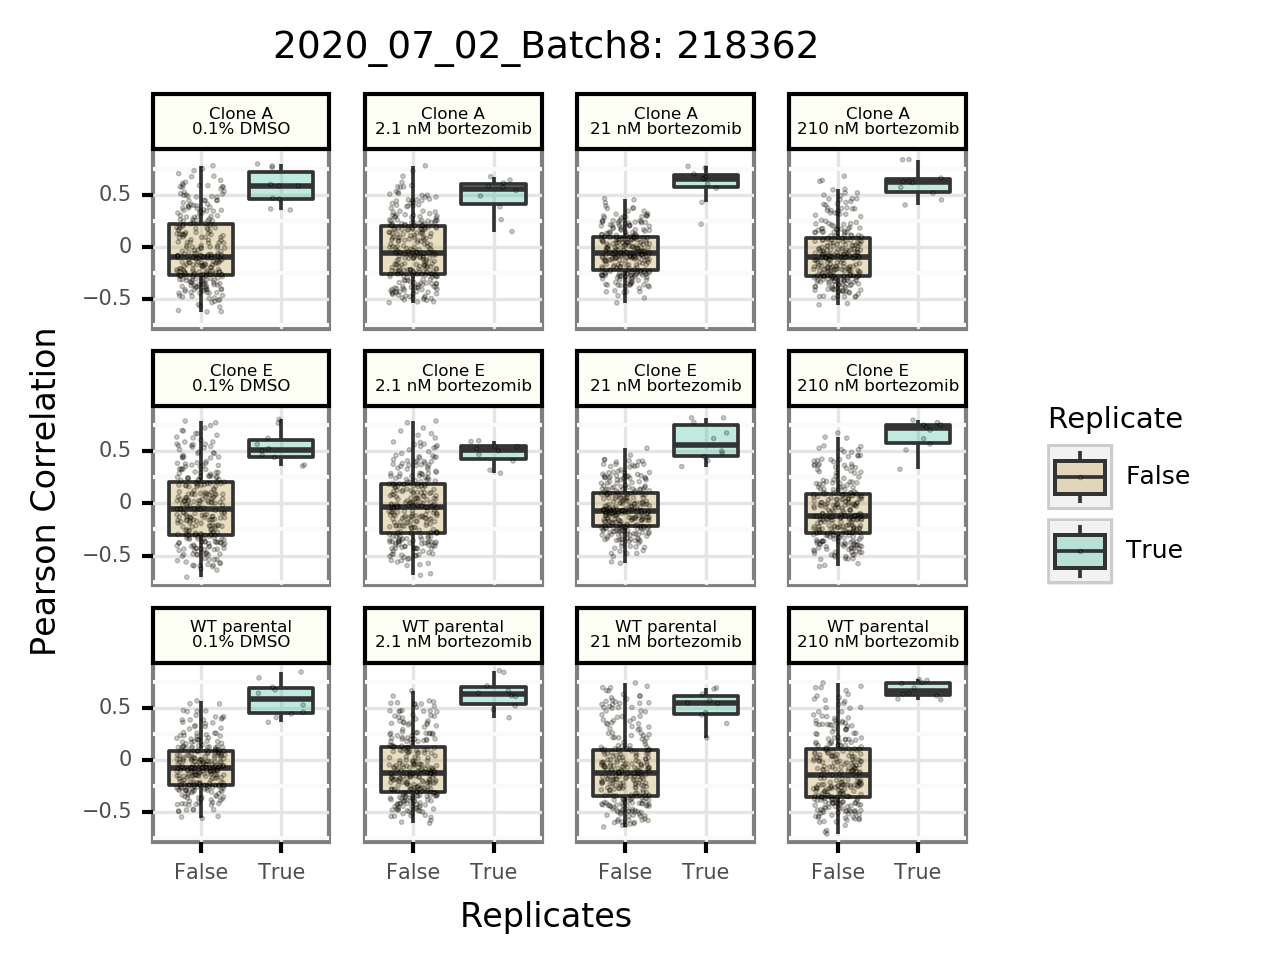 2020_07_02_Batch8: 218362
Clone A
0.1% DMSO
Clone A
2.1 nM bortezomib
Clone A
21 nM bortezomib
Clone A
210 nM bortezomib
0.5
0
−0.5
Clone E
0.1% DMSO
Clone E
2.1 nM bortezomib
Clone E
21 nM bortezomib
Clone E
210 nM bortezomib
0.5
0
−0.5
WT parental
0.1% DMSO
WT parental
2.1 nM bortezomib
WT parental
21 nM bortezomib
WT parental
210 nM bortezomib
0.5
0
−0.5
False True
False True
False True
False True
Replicates
Pearson Correlation
Replicate
False
True